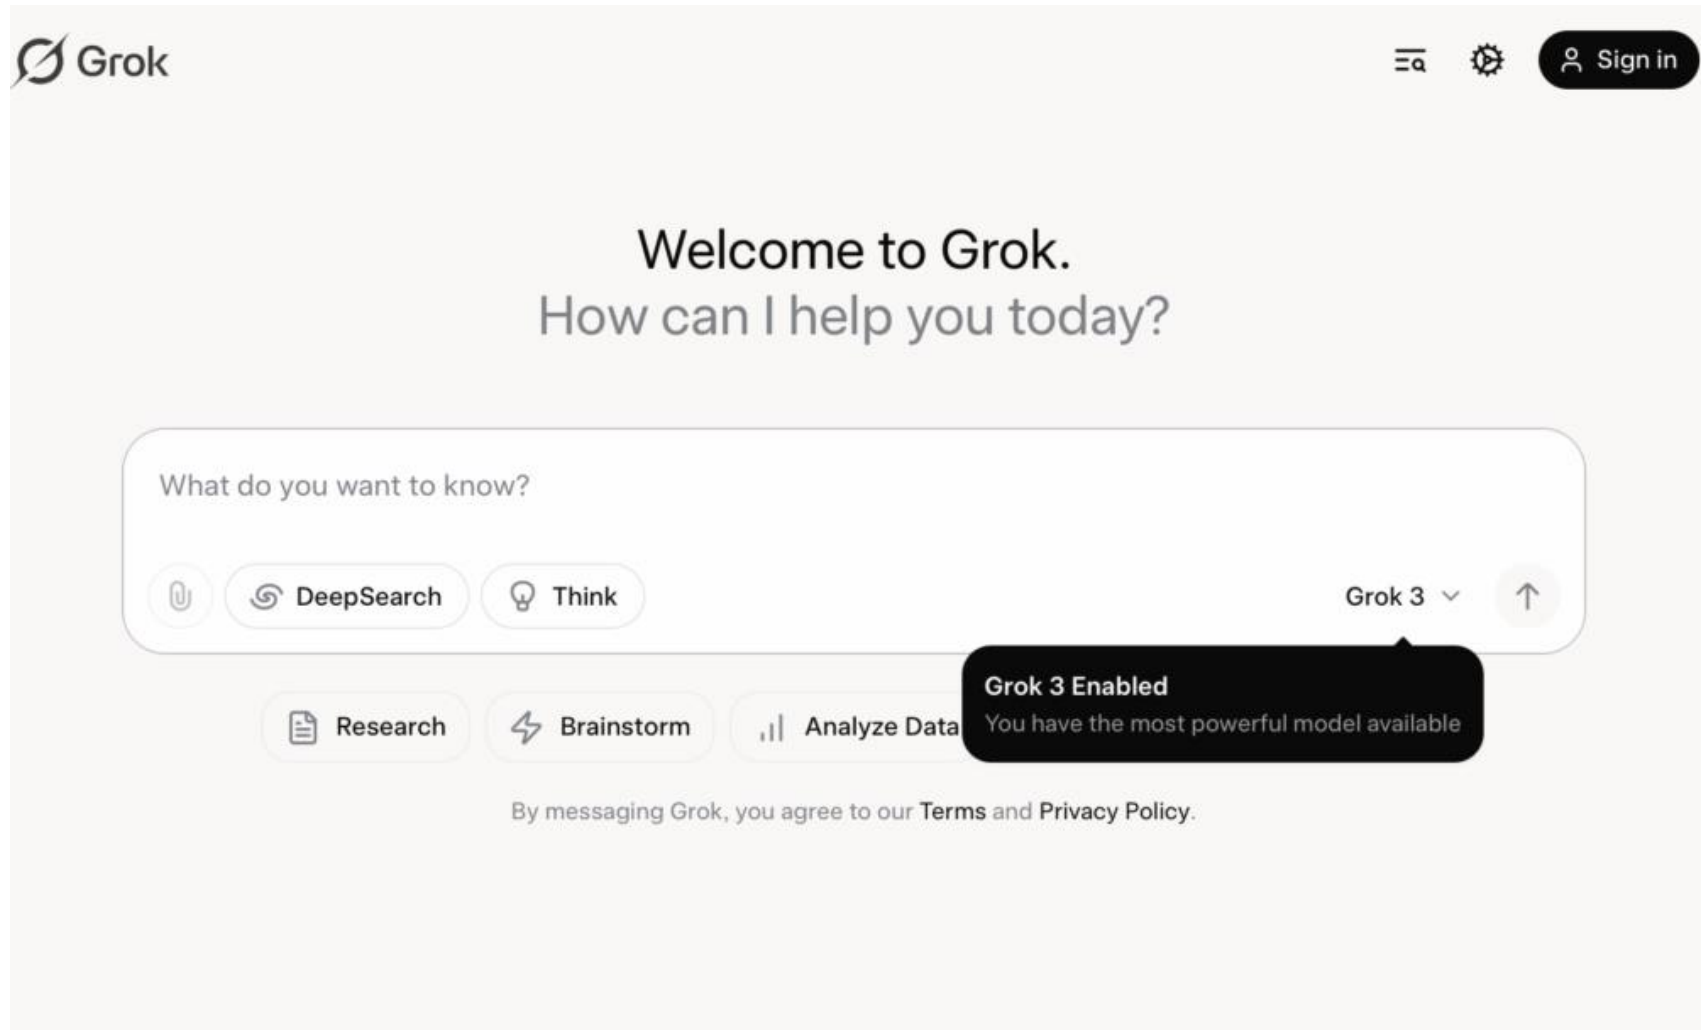 Grok
Sign in
Welcome to Grok.
How can I help you today?
What do you want to know?
DeepSearch
Think
Grok 3
Grok 3 Enabled
You have the most powerful model available
Research
Brainstorm
Analyze Data
By messaging Grok, you agree to our Terms and Privacy Policy.